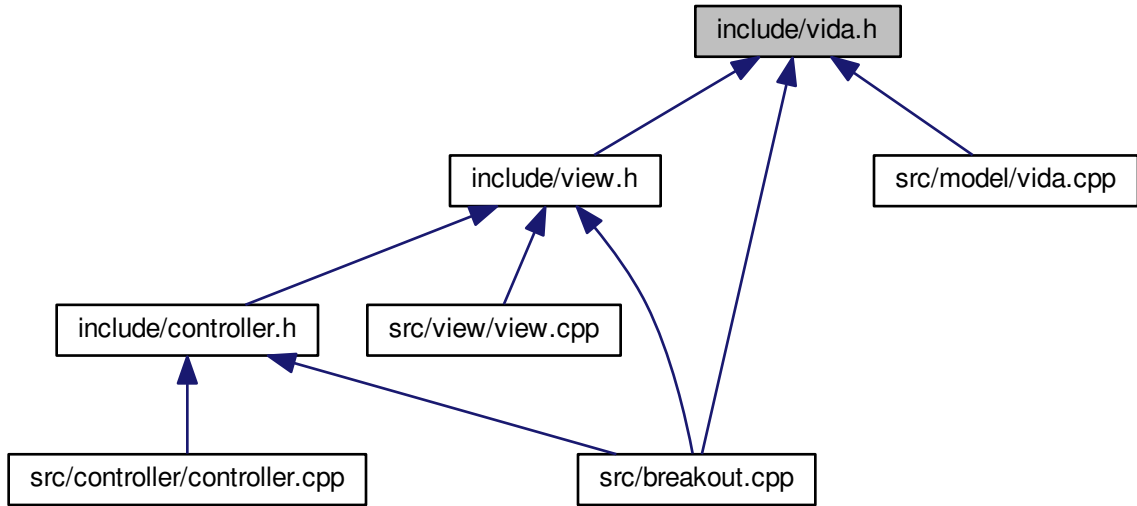 include/vida.h
include/view.h
src/model/vida.cpp
include/controller.h
src/view/view.cpp
src/controller/controller.cpp
src/breakout.cpp